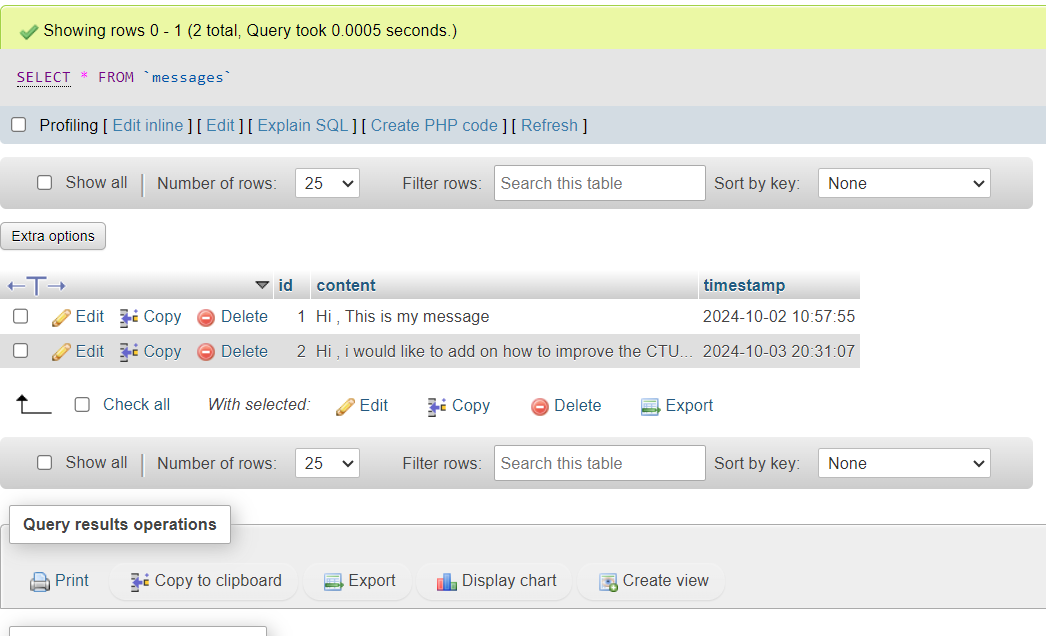 Showing rows 0 - 1 (2 total, Query took 0.0005 seconds.)
SELECT * FROM `messages`
Profiling [ Edit inline ] [ Edit ] [ Explain SQL ] [ Create PHP code ] [ Refresh ]
Show all | Number of rows: 25 Filter rows: Search this table Sort by key: None
Extra options
←T→ id content timestamp
Edit Copy Delete 1 Hi , This is my message 2024-10-02 10:57:55
Edit Copy Delete 2 Hi , i would like to add on how to improve the CTU... 2024-10-03 20:31:07
Check all With selected: Edit Copy Delete Export
Show all | Number of rows: 25 Filter rows: Search this table Sort by key: None
Query results operations
Print Copy to clipboard Export Display chart Create view